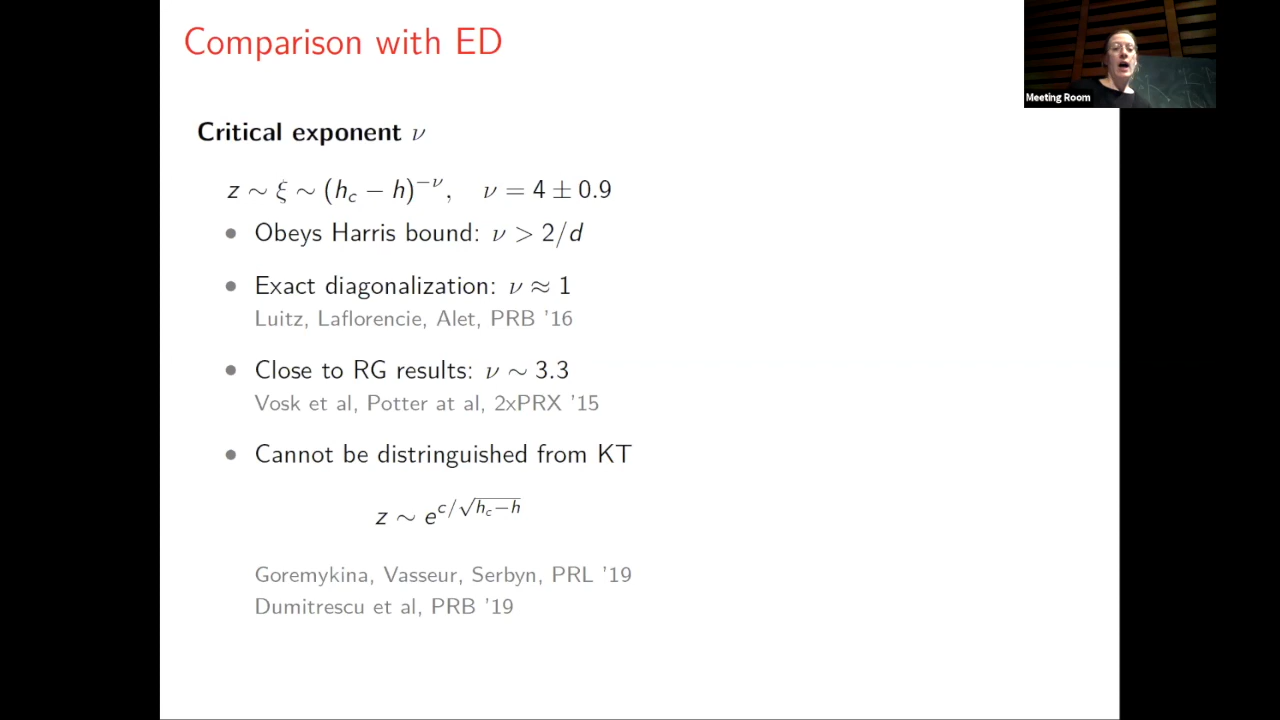 Comparison with ED
Meeting Room
Critical exponent ν
z ∼ ξ ∼ (h_c − h)^{−ν}, ν = 4 ± 0.9
• Obeys Harris bound: ν > 2/d
• Exact diagonalization: ν ≈ 1
Luitz, Laflorencie, Alet, PRB '16
• Close to RG results: ν ∼ 3.3
Vosk et al, Potter at al, 2xPRX '15
• Cannot be distringuished from KT
z ∼ e^{c/√(h_c−h)}
Goremykina, Vasseur, Serbyn, PRL '19
Dumitrescu et al, PRB '19